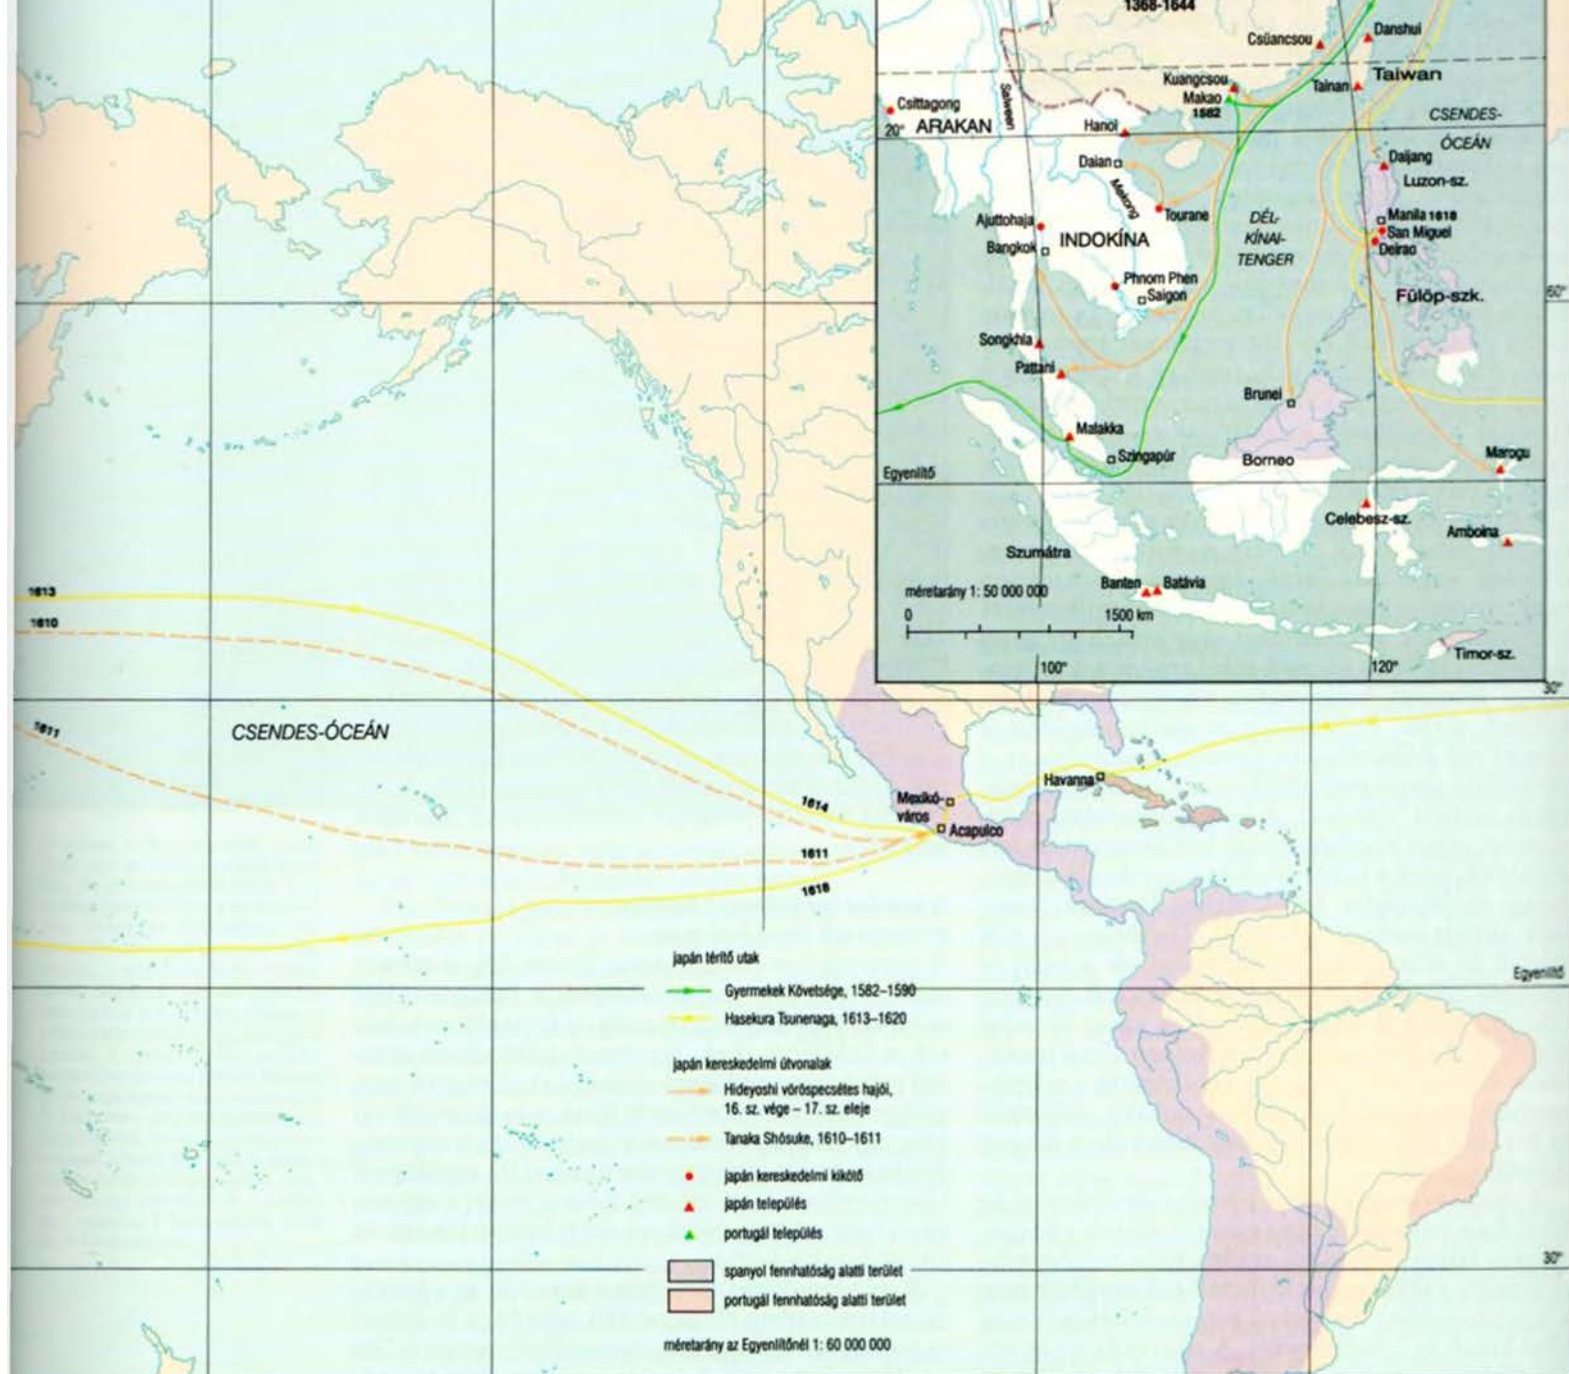 1368-1644
Csüancsou
Danshui
Kuangcsou
Makao
1582
Tainan
Taiwan
Csittagong
20° ARAKAN
Salween
Hanoi
CSENDES-
ÓCEÁN
Daian
Daijang
Luzon-sz.
Mekong
Tourane
Manila 1618
San Miguel
Deirao
Ajuttohaja
Bangkok
INDOKÍNA
DÉL-
KÍNAI-
TENGER
Phnom Phen
Saigon
Fülöp-szk.
60°
Songkhla
Pattani
Brunei
Malakka
Szingapúr
Borneo
Marogu
Egyenlítő
Celebesz-sz.
Amboina
Szumátra
Banten
Batávia
méretarány 1: 50 000 000
0 1500 km
Timor-sz.
100°
120°
30°
1613
1610
1611
CSENDES-ÓCEÁN
Havanna
Mexikó-
város
Acapulco
1614
1611
1618
Egyenlítő
japán térítő utak
Gyermekek Követsége, 1582–1590
Hasekura Tsunenaga, 1613–1620
japán kereskedelmi útvonalak
Hideyoshi vöröspecsétes hajói,
16. sz. vége – 17. sz. eleje
Tanaka Shósuke, 1610–1611
japán kereskedelmi kikötő
japán település
portugál település
spanyol fennhatóság alatti terület
portugál fennhatóság alatti terület
30°
méretarány az Egyenlítőnél 1: 60 000 000